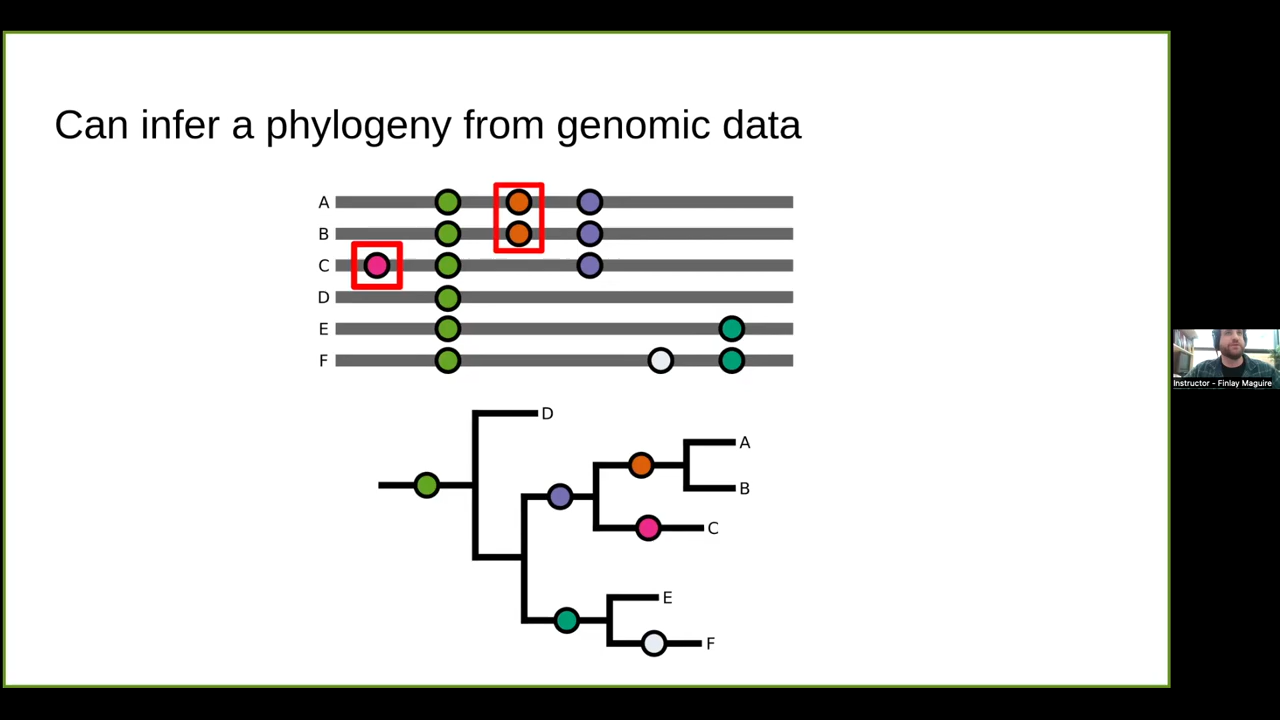 Can infer a phylogeny from genomic data
A
B
C
D
E
F
D
A
B
C
E
F
Instructor - Finlay Maguire